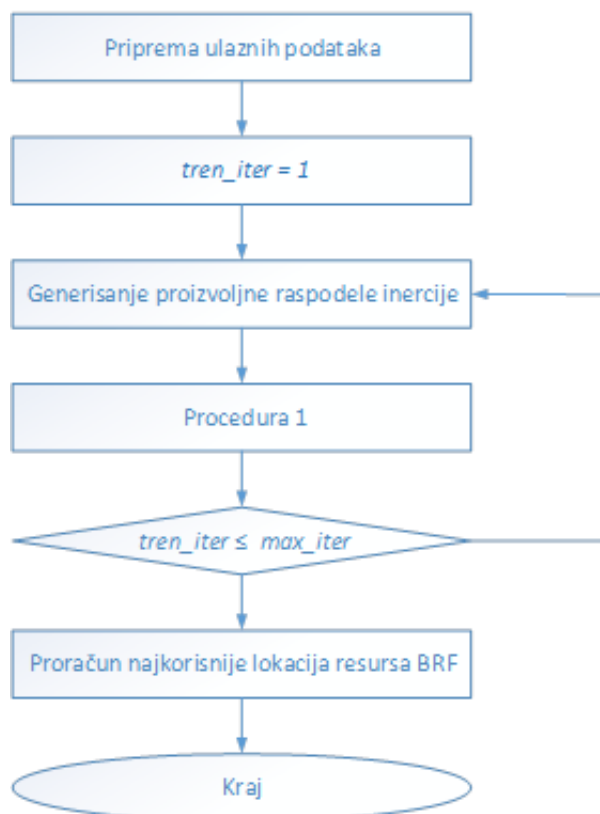 Priprema ulaznih podataka
tren_iter = 1
Generisanje proizvoljne raspodele inercije
Procedura 1
tren_iter ≤ max_iter
Proračun najkorisnije lokacija resursa BRF
Kraj